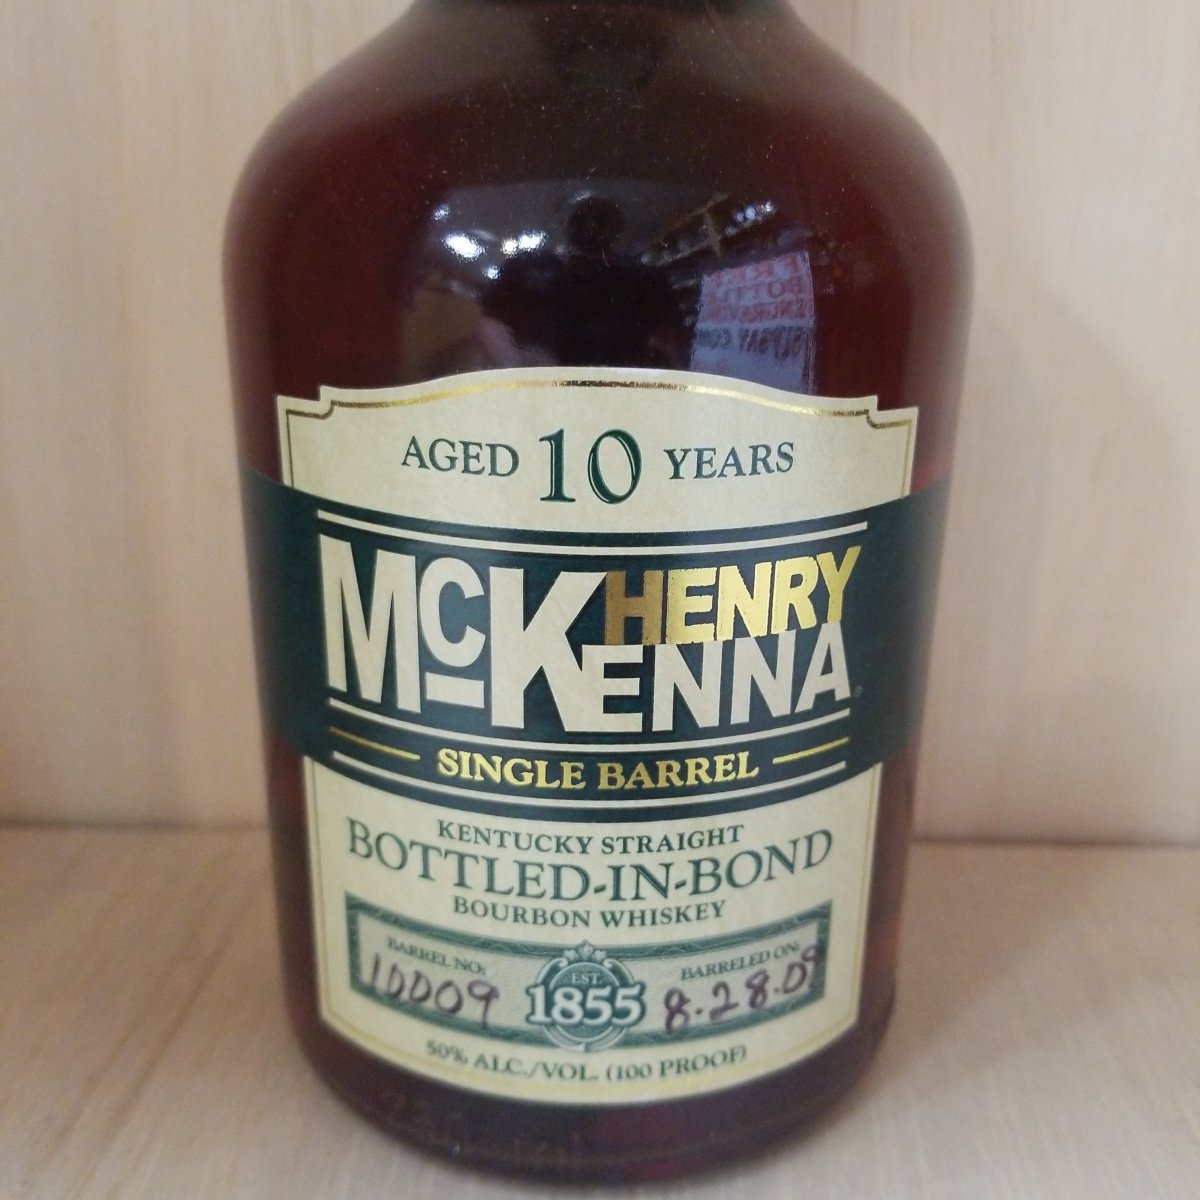 AGED 10 YEARS
HENRY
McKENNA
SINGLE BARREL
KENTUCKY STRAIGHT
BOTTLED-IN-BOND
BOURBON WHISKEY
BARREL NO:
10009
EST.
1855
BARRELED ON:
8.28.09
50% ALC./VOL. (100 PROOF)